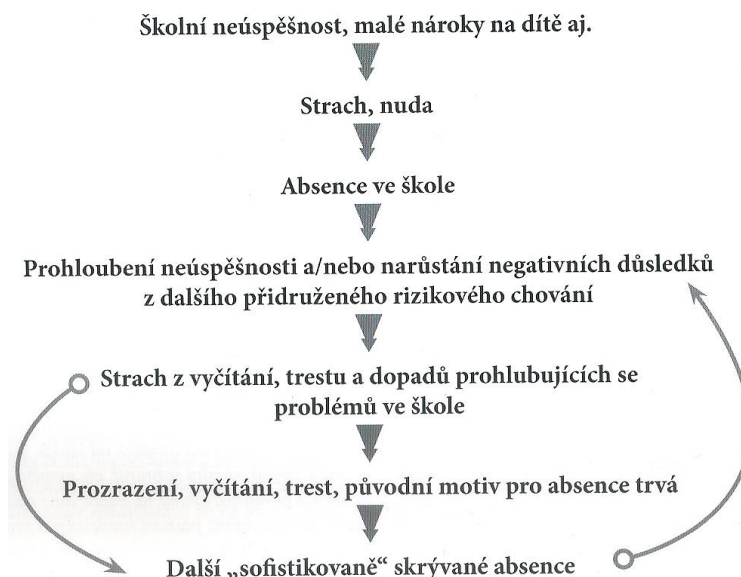 Školní neúspěšnost, malé nároky na dítě aj.
Strach, nuda
Absence ve škole
Prohloubení neúspěšnosti a/nebo narůstání negativních důsledků
z dalšího přidruženého rizikového chování
Strach z vyčítání, trestu a dopadů prohlubujících se
problémů ve škole
Prozrazení, vyčítání, trest, původní motiv pro absence trvá
Další „sofistikovaně“ skrývané absence